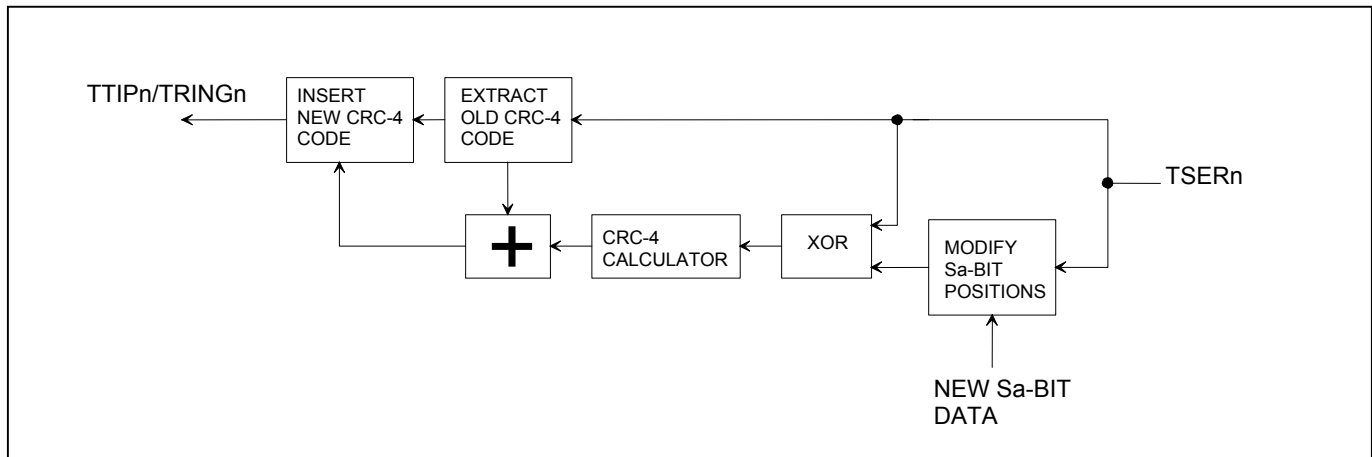 TTIPn/TRINGn
INSERT
NEW CRC-4
CODE
EXTRACT
OLD CRC-4
CODE
TSERn
+
CRC-4
CALCULATOR
XOR
MODIFY
Sa-BIT
POSITIONS
NEW Sa-BIT
DATA